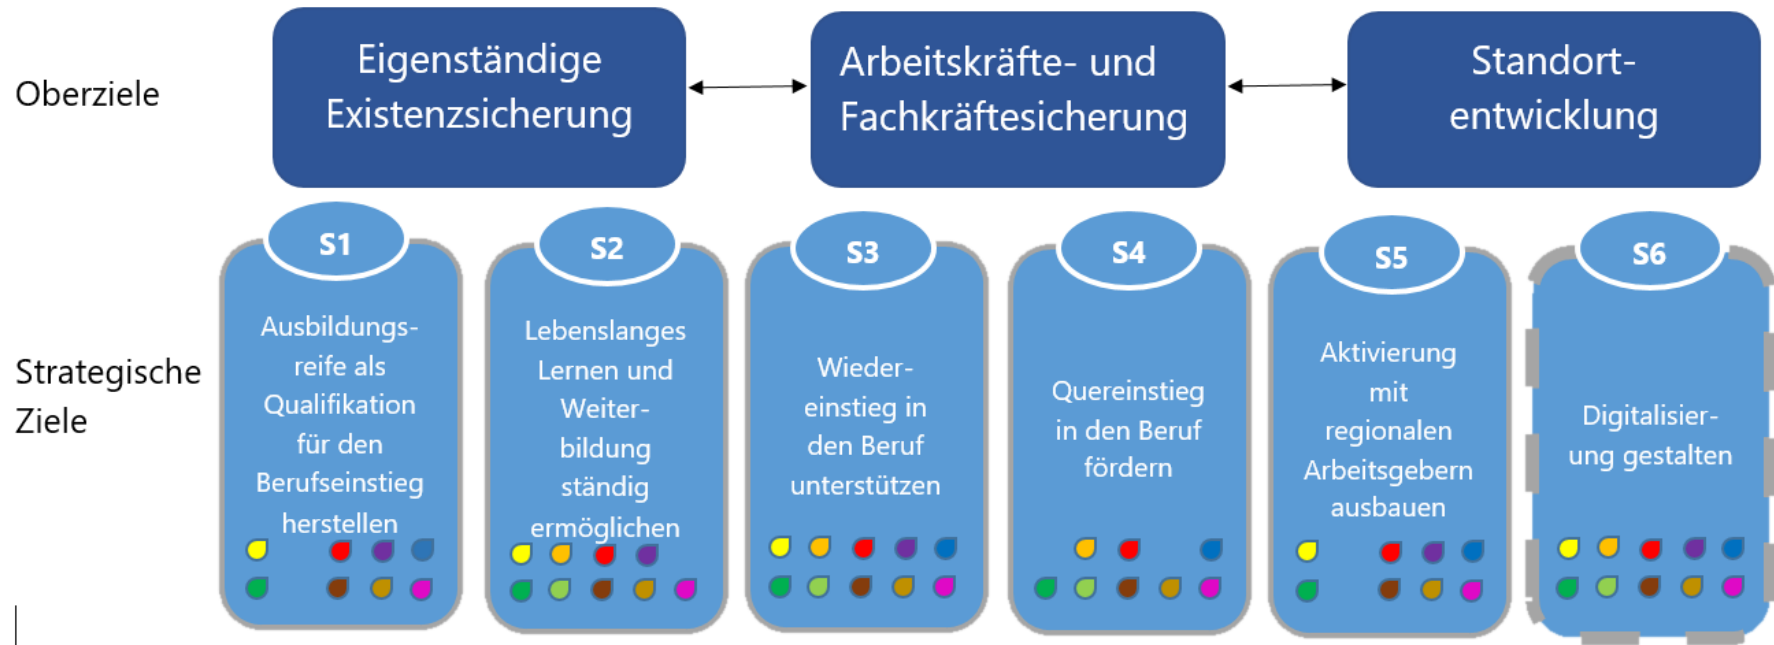 Oberziele
Eigenständige
Existenzsicherung
Arbeitskräfte- und
Fachkräftesicherung
Standort-
entwicklung
Strategische
Ziele
S1
Ausbildungs-
reife als
Qualifikation
für den
Berufseinstieg
herstellen
S2
Lebenslanges
Lernen und
Weiter-
bildung
ständig
ermöglichen
S3
Wieder-
einstieg in
den Beruf
unterstützen
S4
Quereinstieg
in den Beruf
fördern
S5
Aktivierung
mit
regionalen
Arbeitsgebern
ausbauen
S6
Digitalisier-
ung gestalten